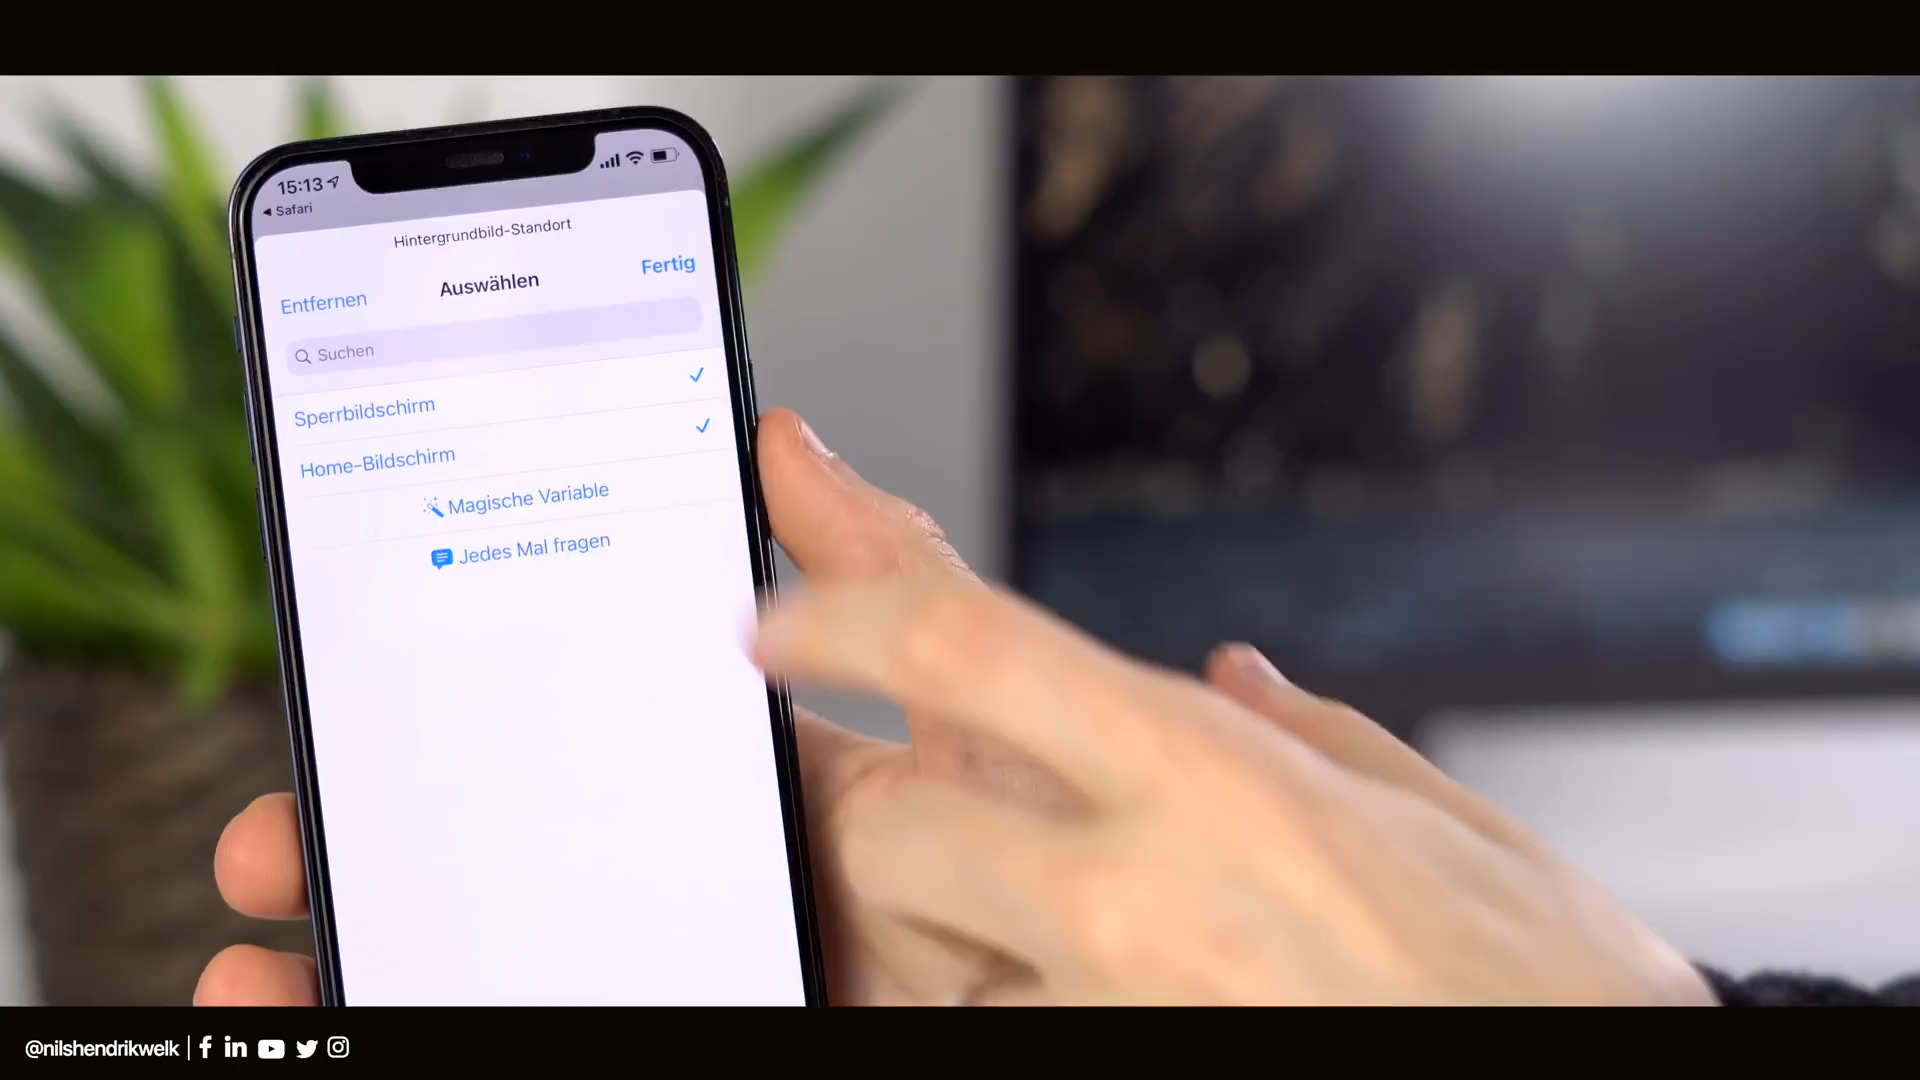 15:13
Safari
Hintergrundbild-Standort
Entfernen
Auswählen
Fertig
Suchen
Sperrbildschirm
Home-Bildschirm
Magische Variable
Jedes Mal fragen
@nilshendrikwelk